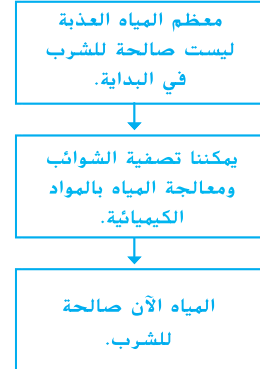 معظم المياه العذبة
ليست صالحة للشرب
في البداية.
يمكننا تصفية الشوائب
ومعالجة المياه بالمواد
الكيميائية.
المياه الآن صالحة
للشرب.